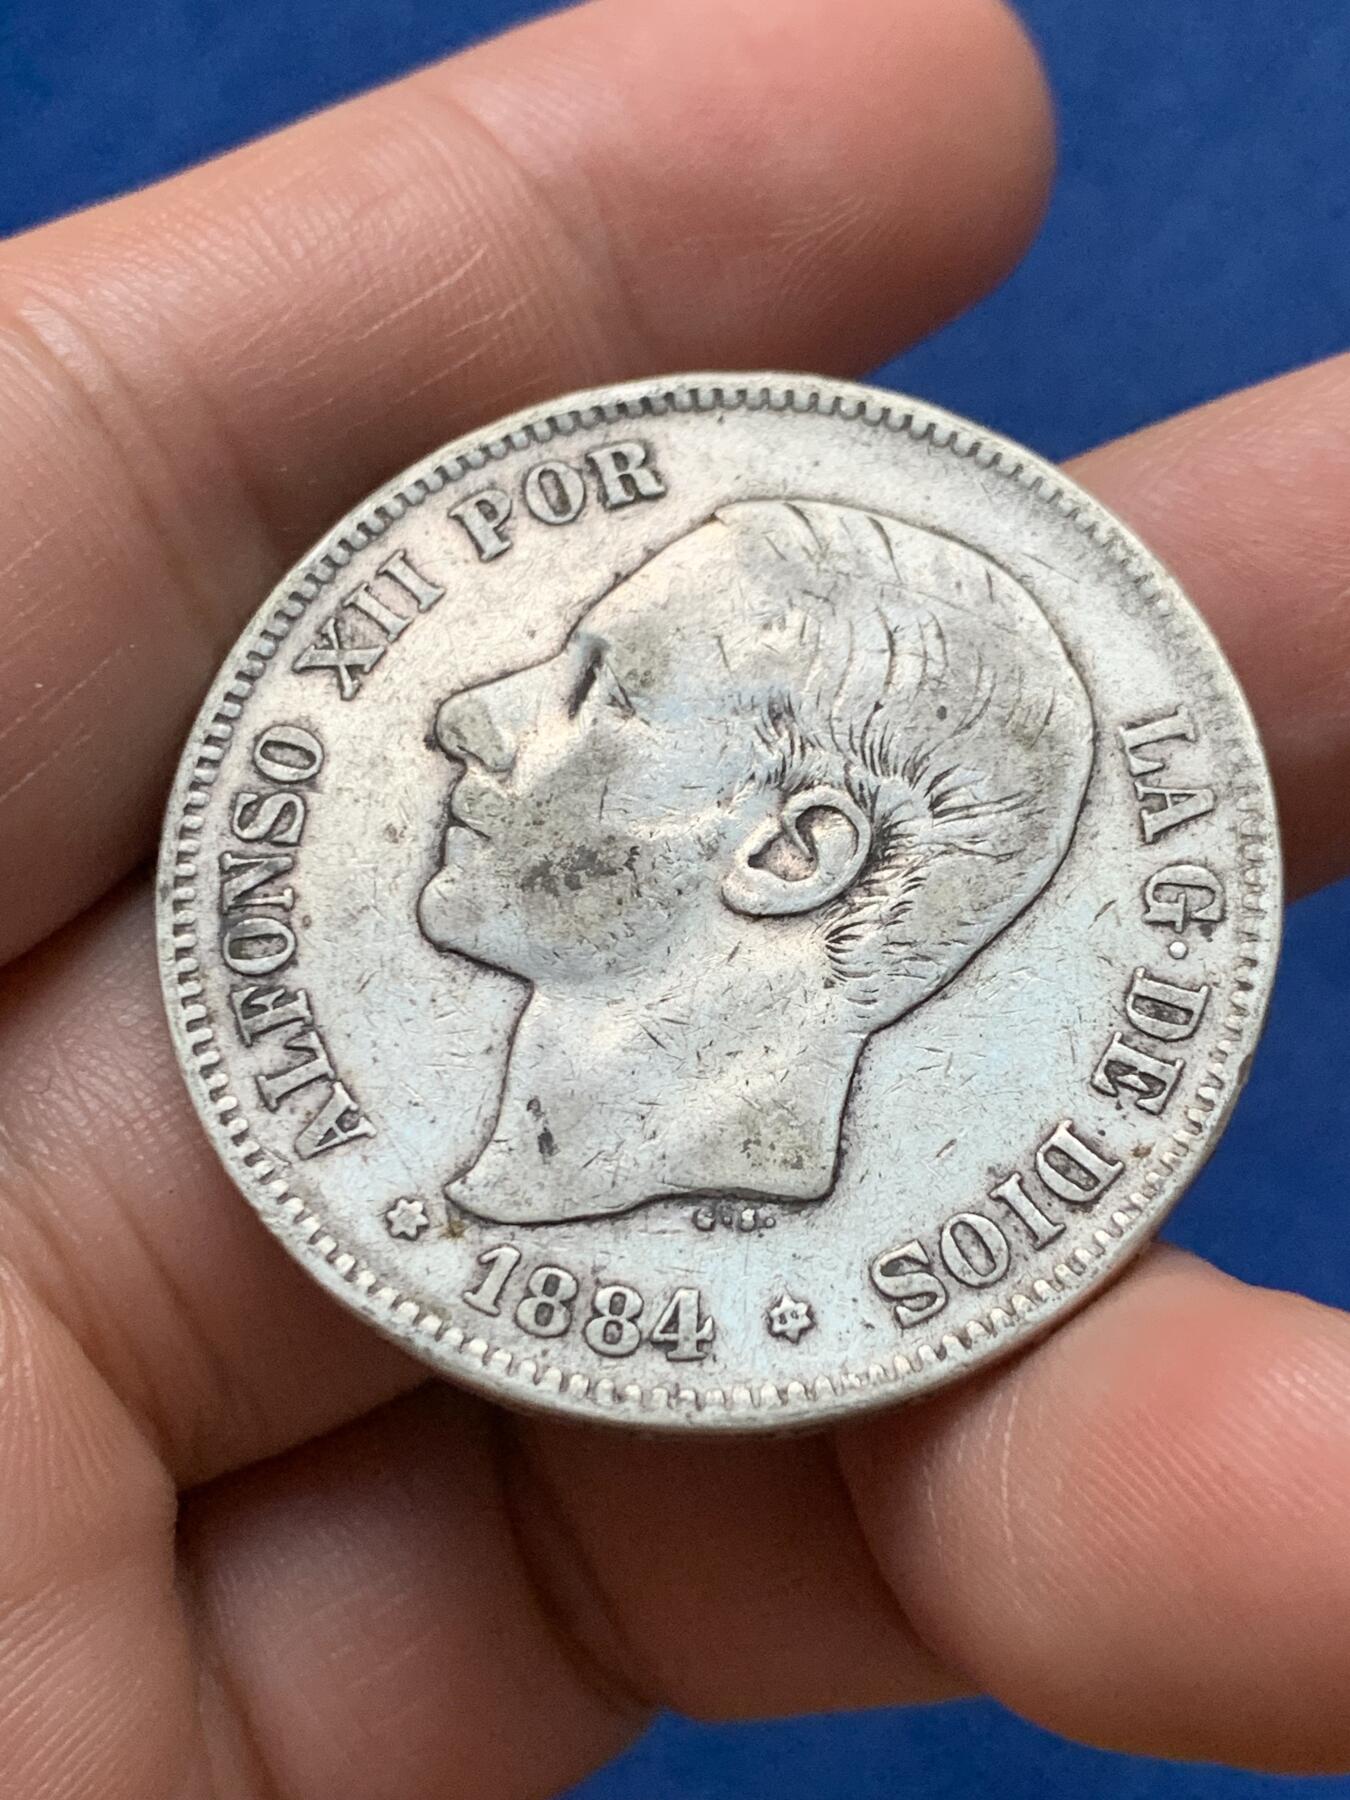 ALFONSO XII POR LA G. DE DIOS
G.S.
* 1884 *